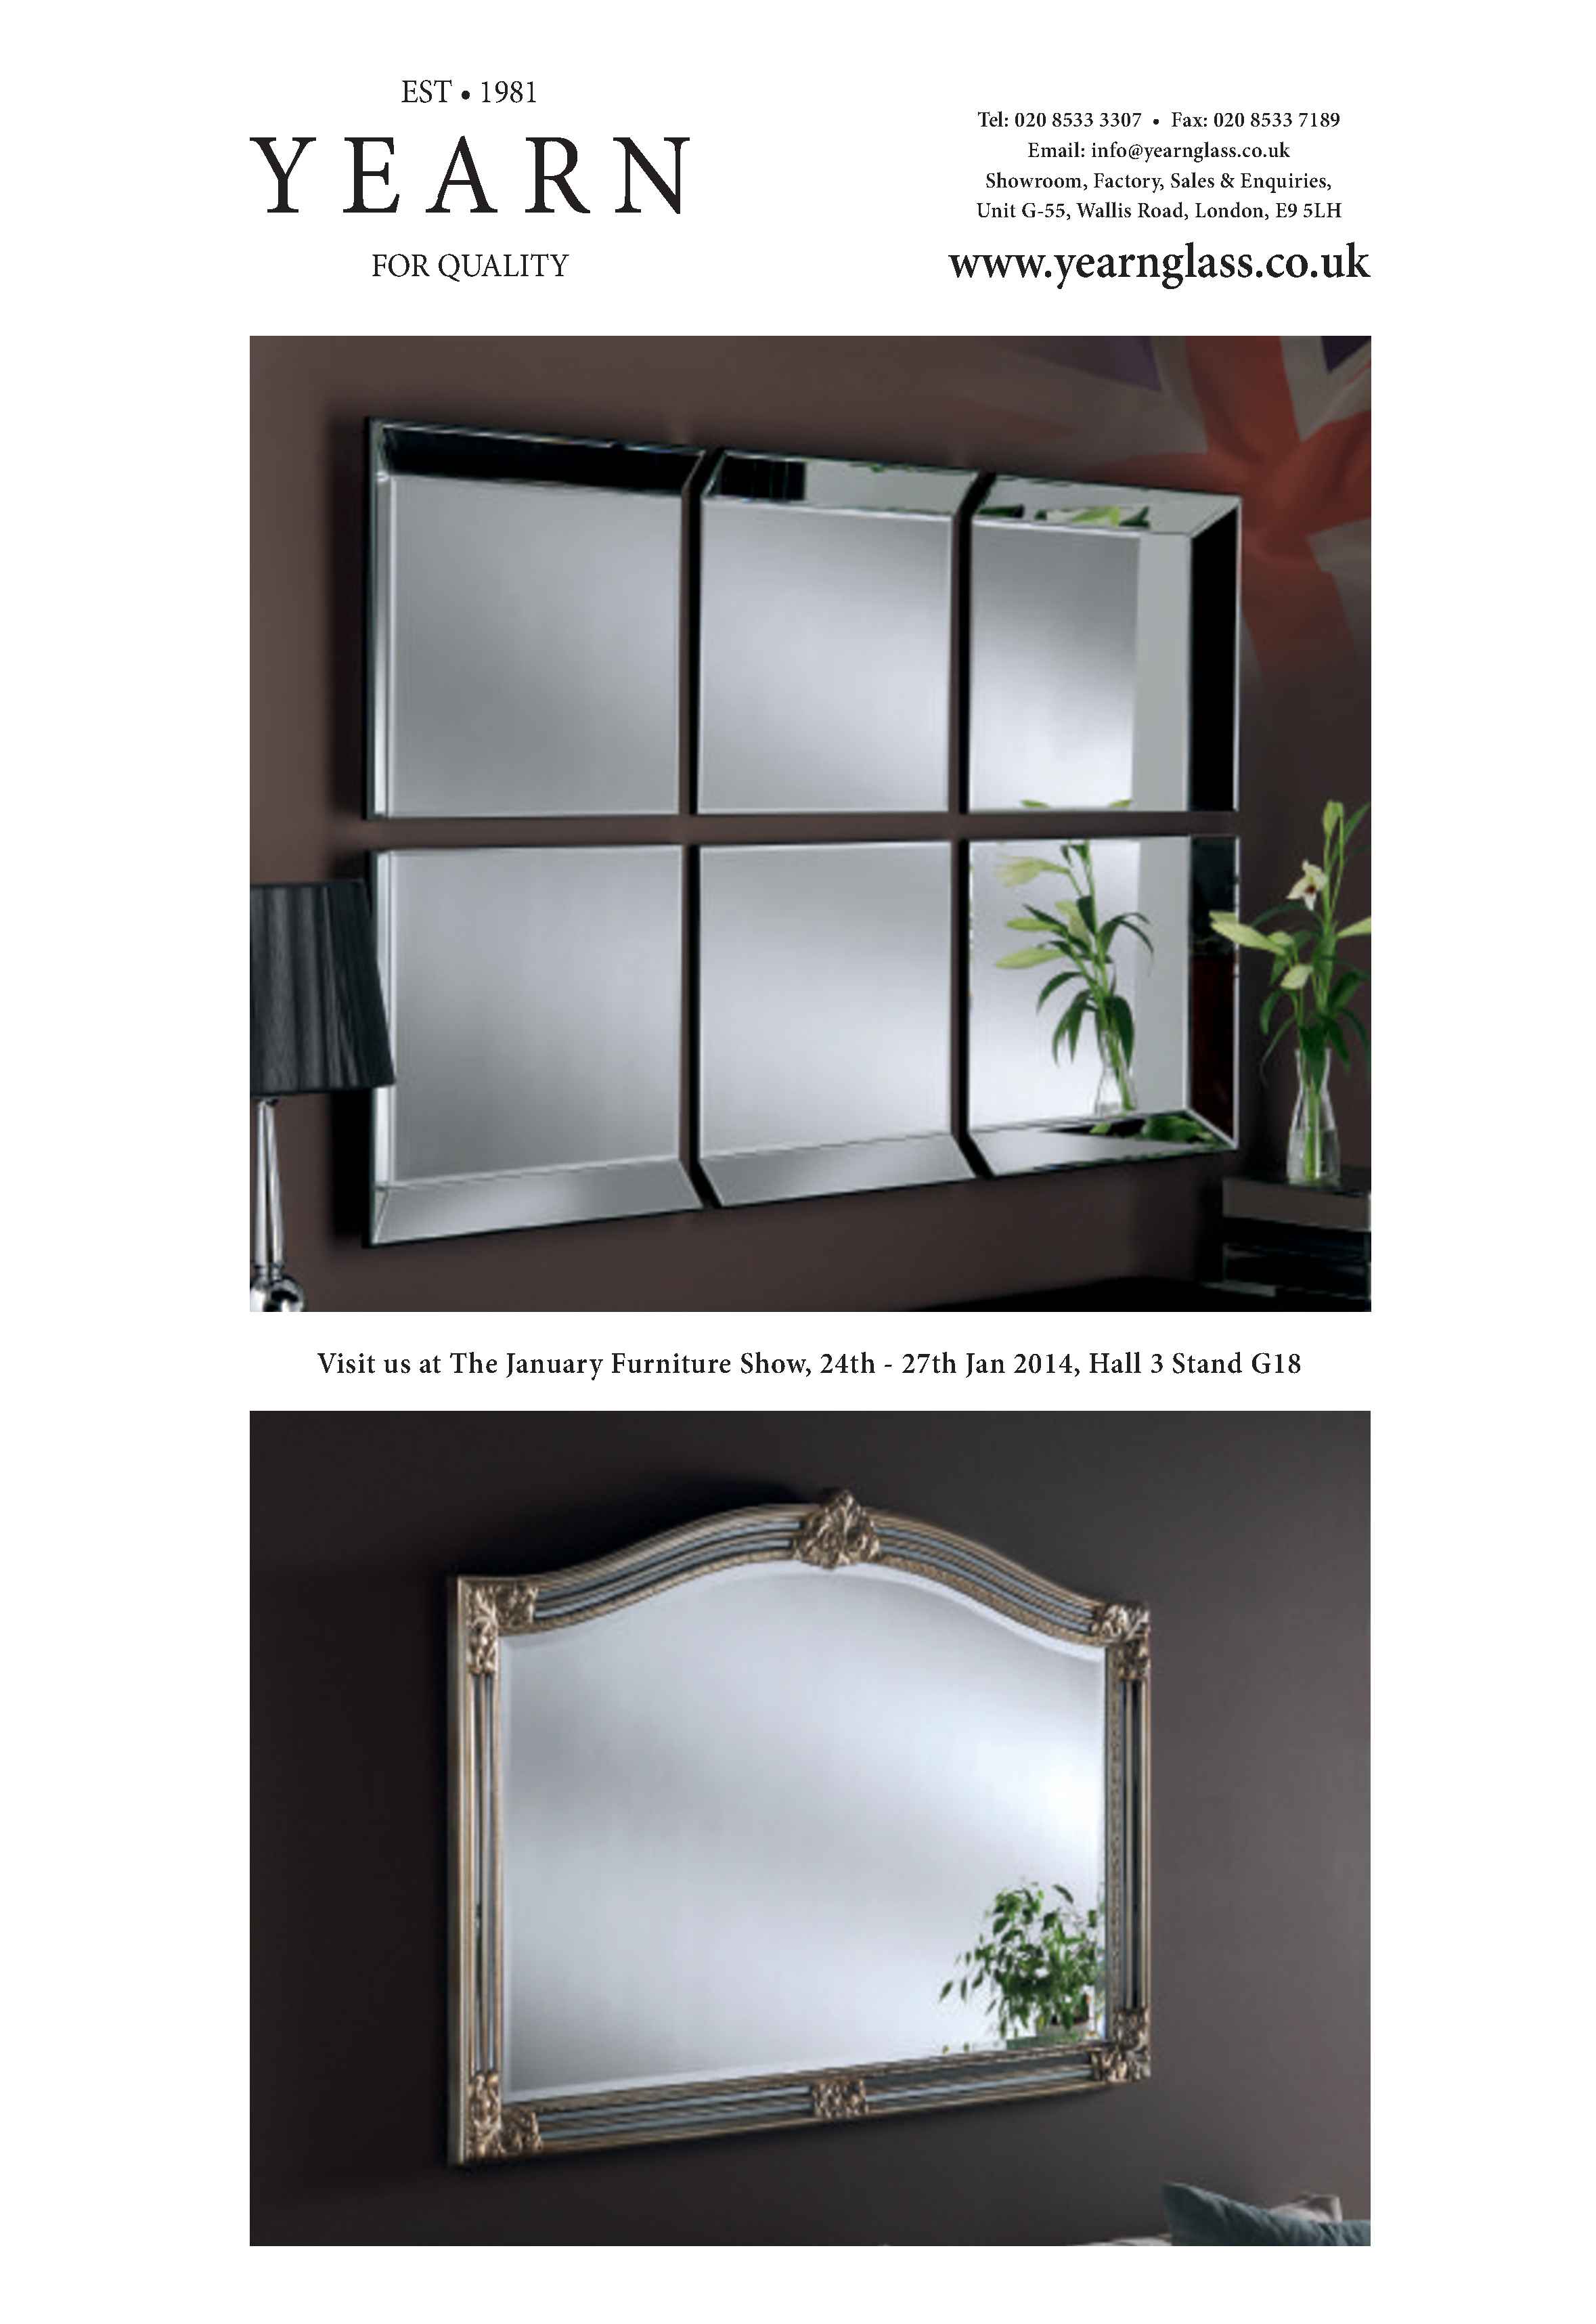 EST • 1981
YEARN
FOR QUALITY
Tel: 020 8533 3307 • Fax: 020 8533 7189
Email: info@yearnglass.co.uk
Showroom, Factory, Sales & Enquiries,
Unit G-55, Wallis Road, London, E9 5LH
www.yearnglass.co.uk
Visit us at The January Furniture Show, 24th - 27th Jan 2014, Hall 3 Stand G18